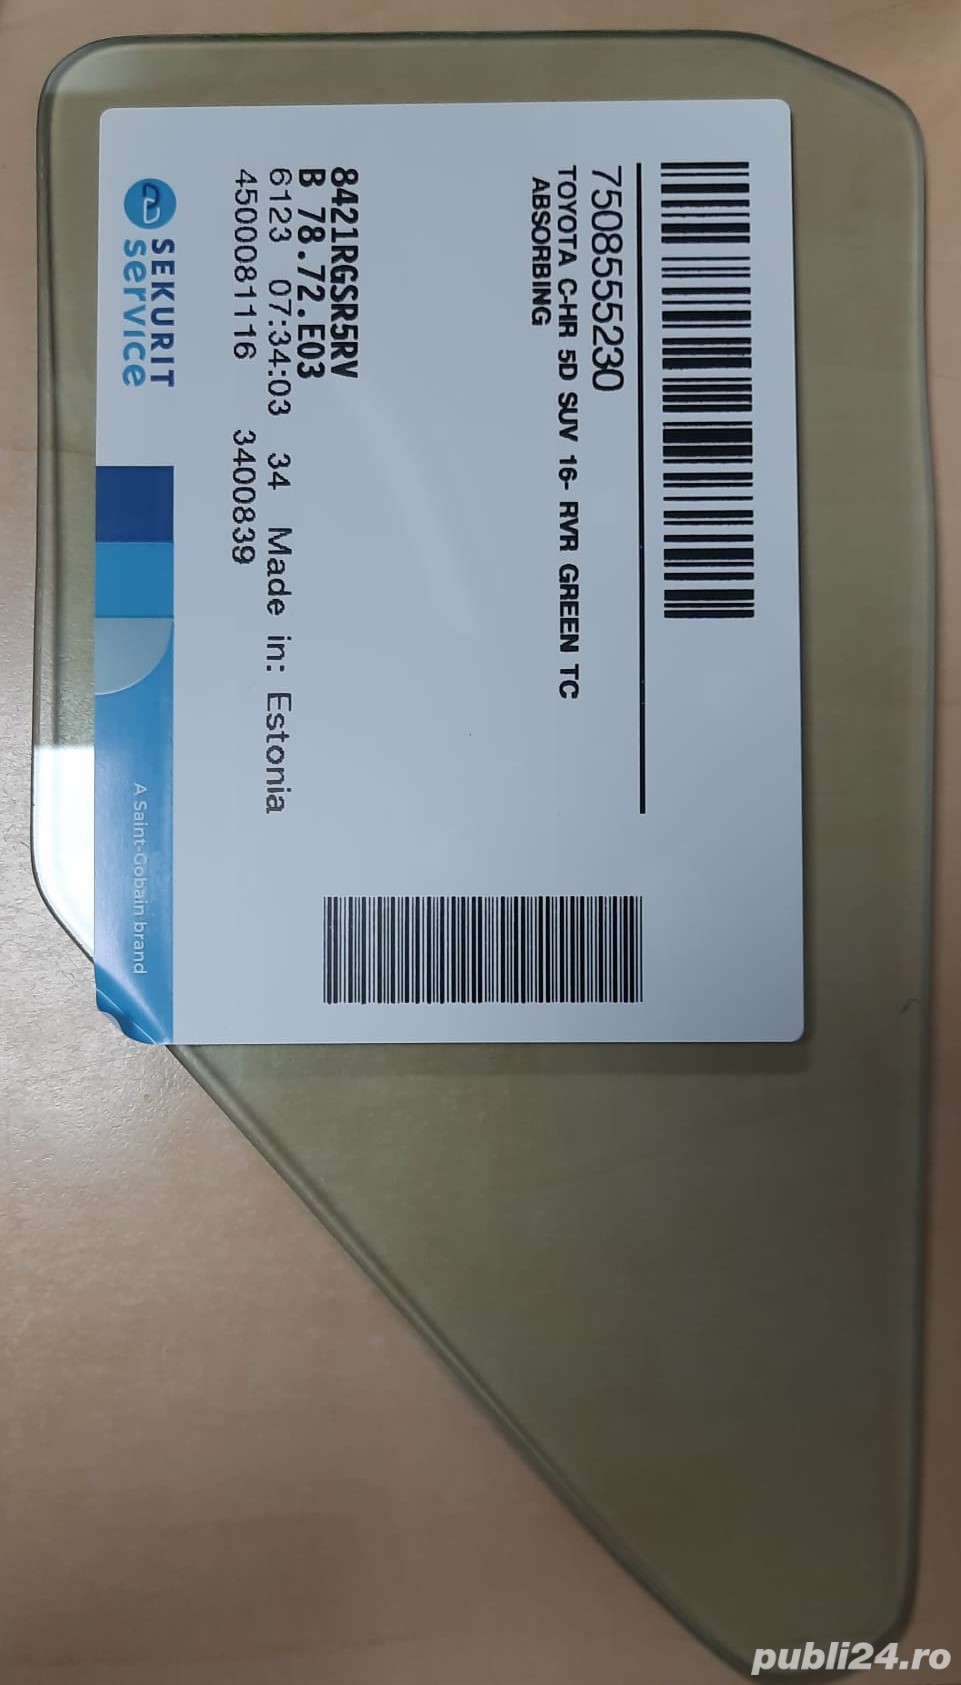 7508555230
TOYOTA C-HR 5D SUV 16- RVR GREEN TC
ABSORBING
8421RGSR5RV
B 78.72.E03
6123 07:34:03 34 Made in: Estonia
4500081116 3400839
SEKURIT
service
A Saint-Gobain brand
publi24.ro